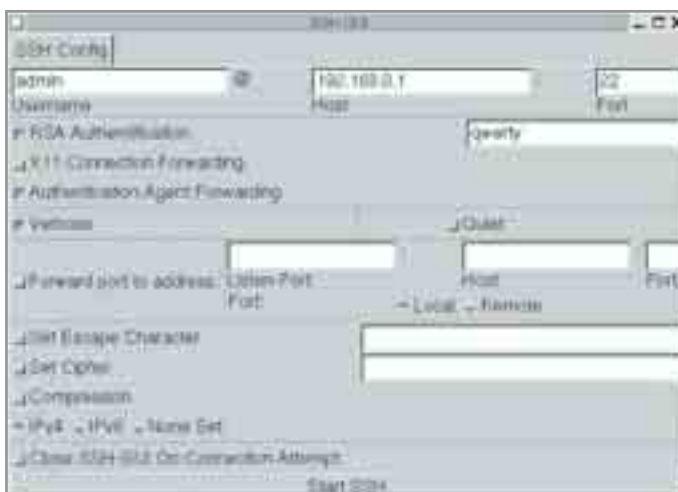 SSH GUI
SSH Config
admin @ 192.168.0.1 : 22
Username Host Port
RSA Authentication qwerty
X11 Connection Forwarding
Authentication Agent Forwarding
Verbose Quiet
Forward port to address: Listen Port Host Port
Port: Local Remote
Set Escape Character
Set Cipher
Compression
IPv4 IPv6 None Set
Close SSH-GUI On Connection Attempt
Start SSH